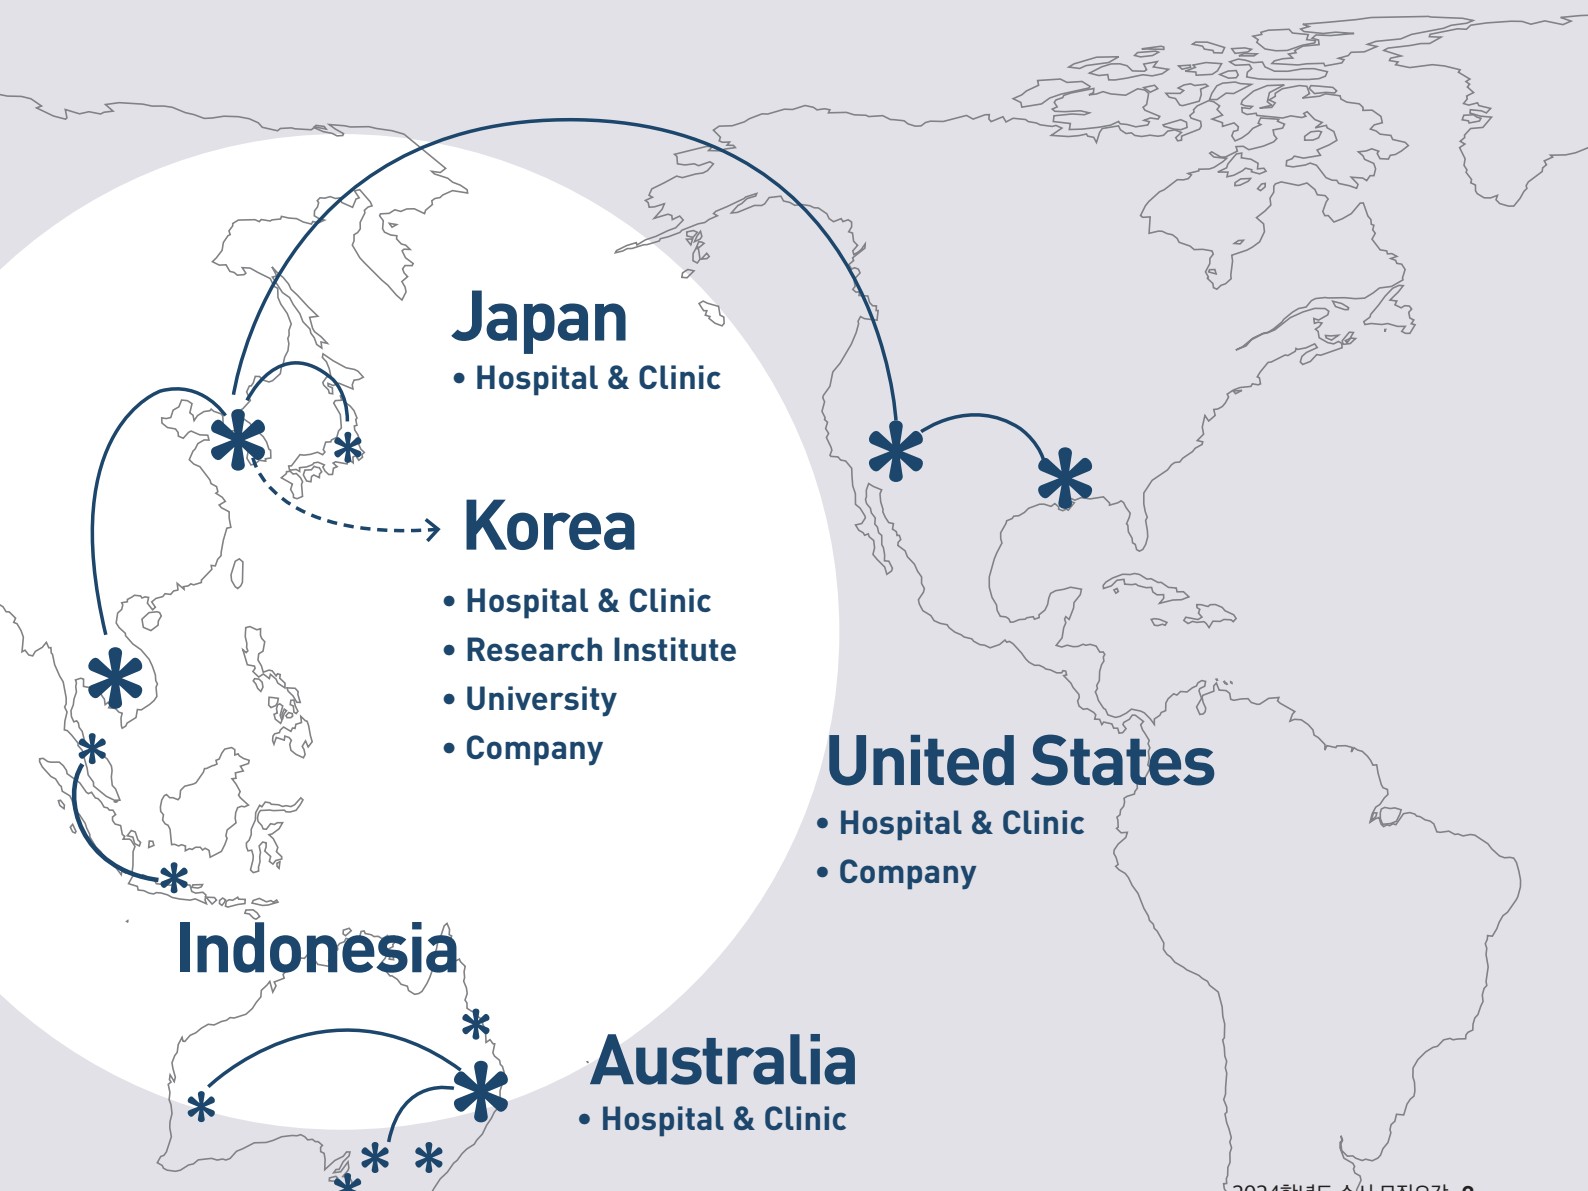 Japan
• Hospital & Clinic
Korea
• Hospital & Clinic
• Research Institute
• University
• Company
United States
• Hospital & Clinic
• Company
Indonesia
Australia
• Hospital & Clinic